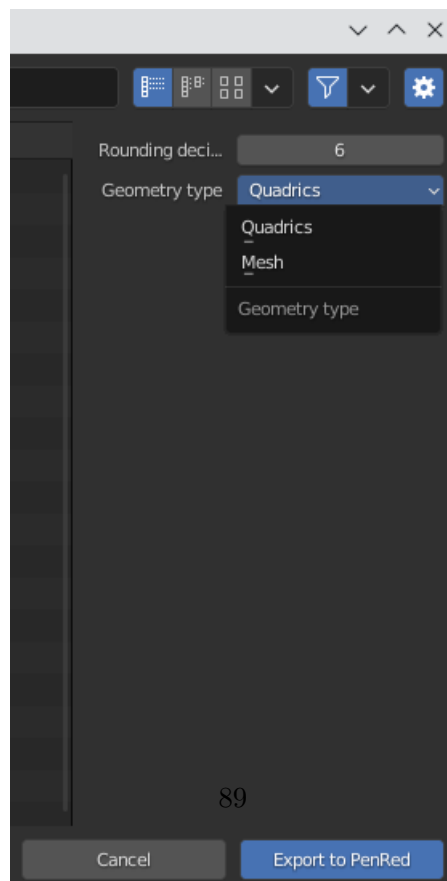 Rounding deci... 6
Geometry type Quadrics
Quadrics
Mesh
Geometry type
89
Cancel Export to PenRed